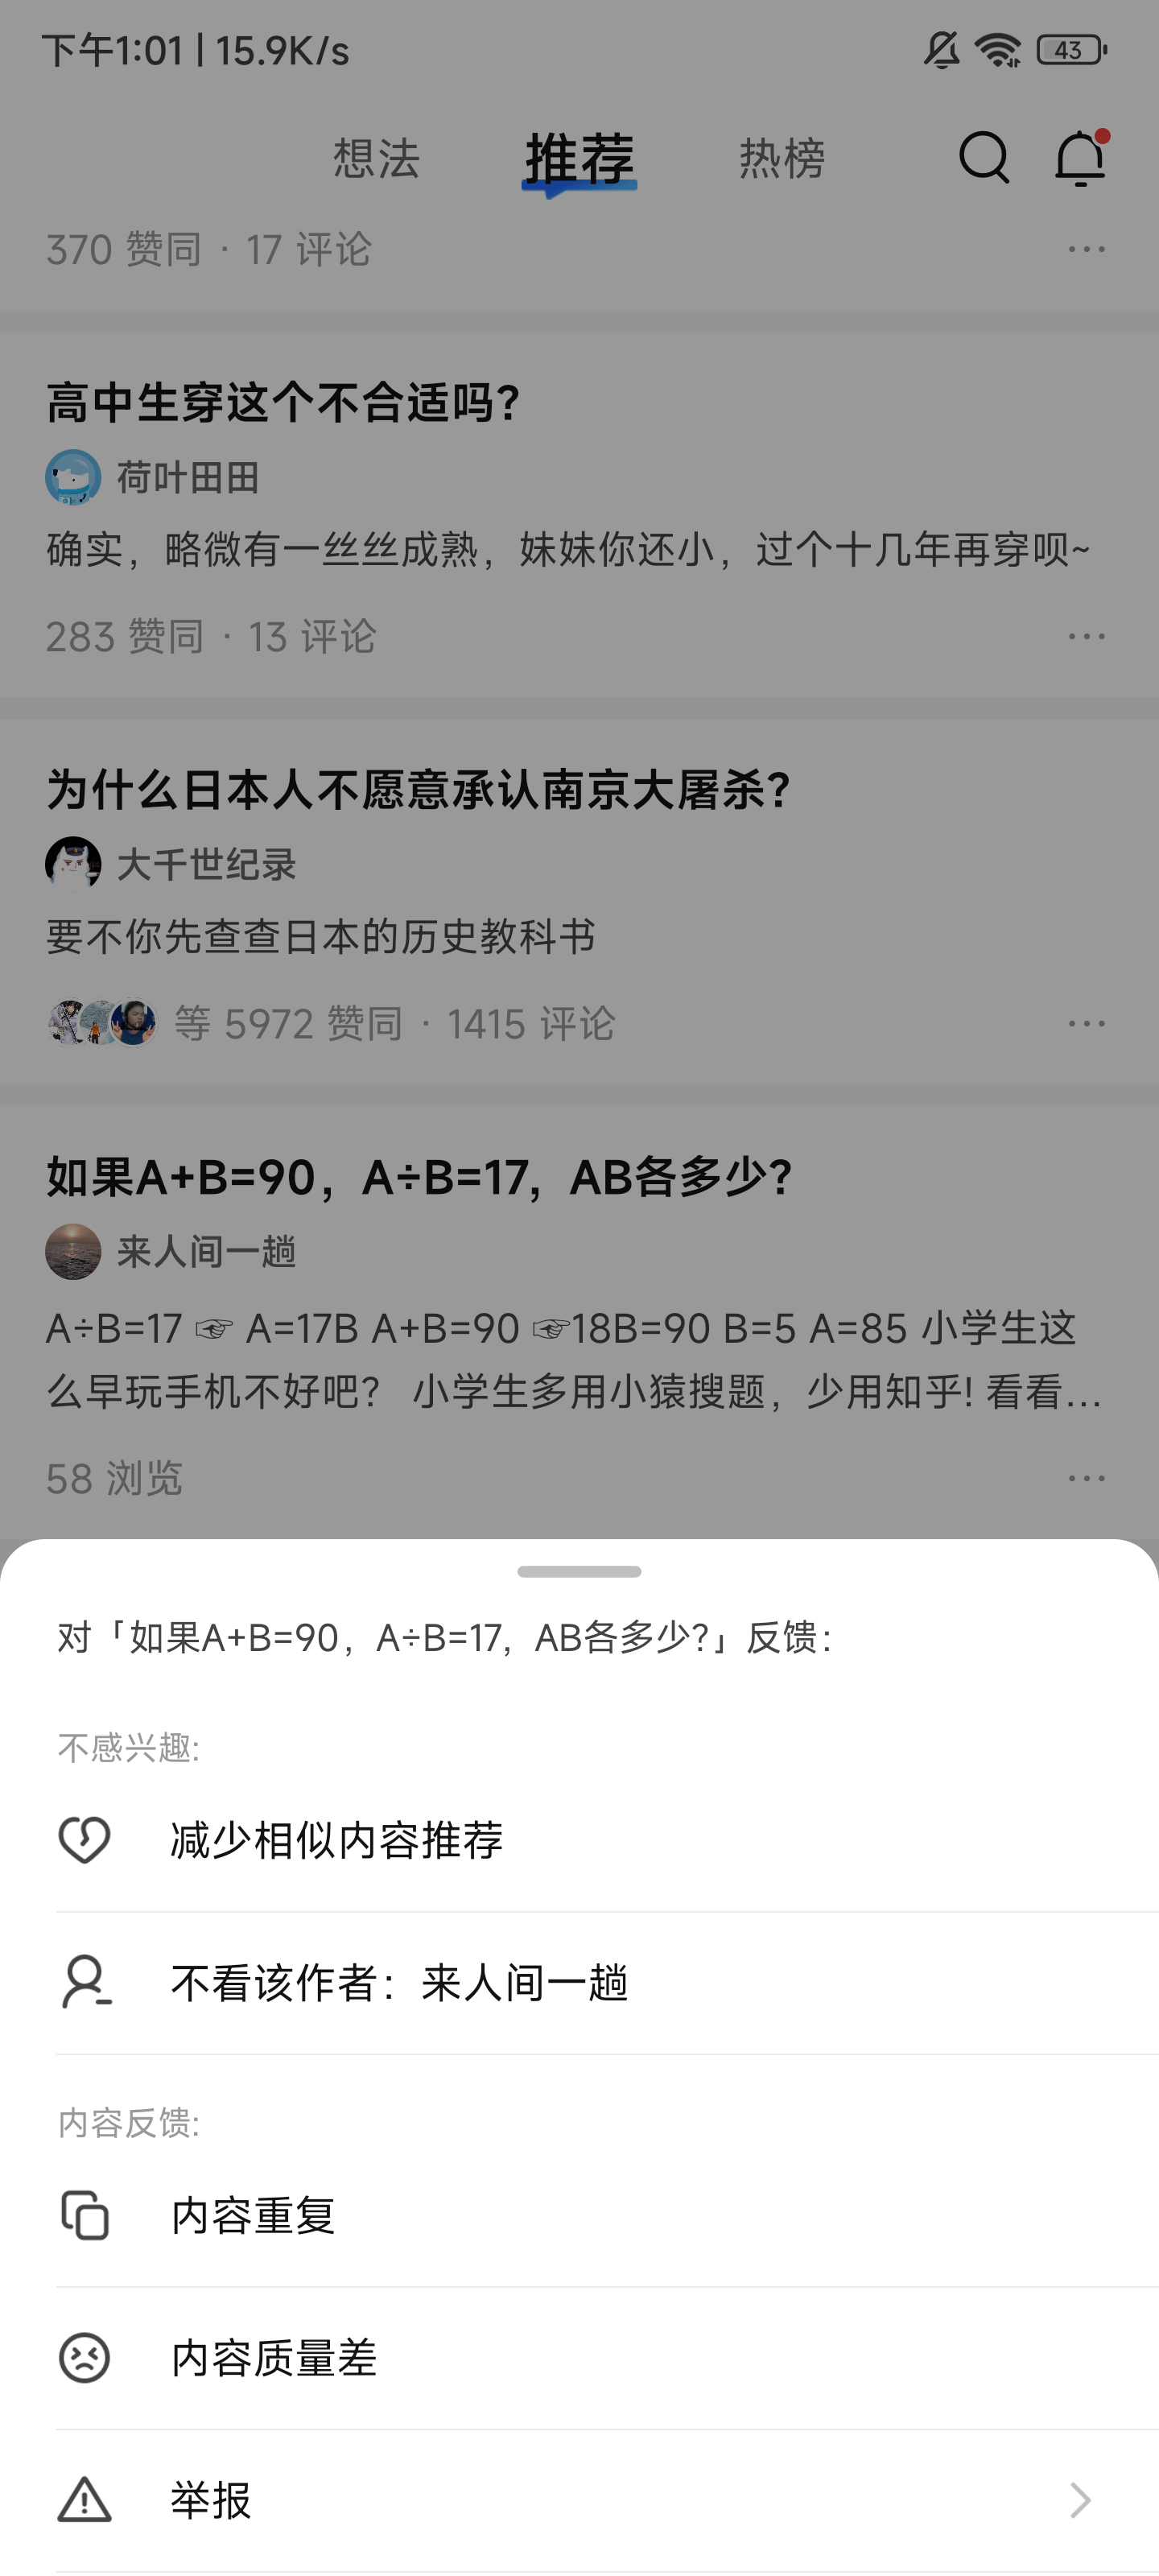 下午1:01 | 15.9K/s
43
想法 推荐 热榜
370 赞同 · 17 评论
高中生穿这个不合适吗?
荷叶田田
确实，略微有一丝丝成熟，妹妹你还小，过个十几年再穿呗~
283 赞同 · 13 评论
为什么日本人不愿意承认南京大屠杀?
大千世纪录
要不你先查查日本的历史教科书
等 5972 赞同 · 1415 评论
如果A+B=90，A÷B=17，AB各多少?
来人间一趟
A÷B=17 ☞ A=17B A+B=90 ☞18B=90 B=5 A=85 小学生这
么早玩手机不好吧? 小学生多用小猿搜题，少用知乎! 看看...
58 浏览
对「如果A+B=90，A÷B=17，AB各多少?」反馈：
不感兴趣:
减少相似内容推荐
不看该作者：来人间一趟
内容反馈:
内容重复
内容质量差
举报